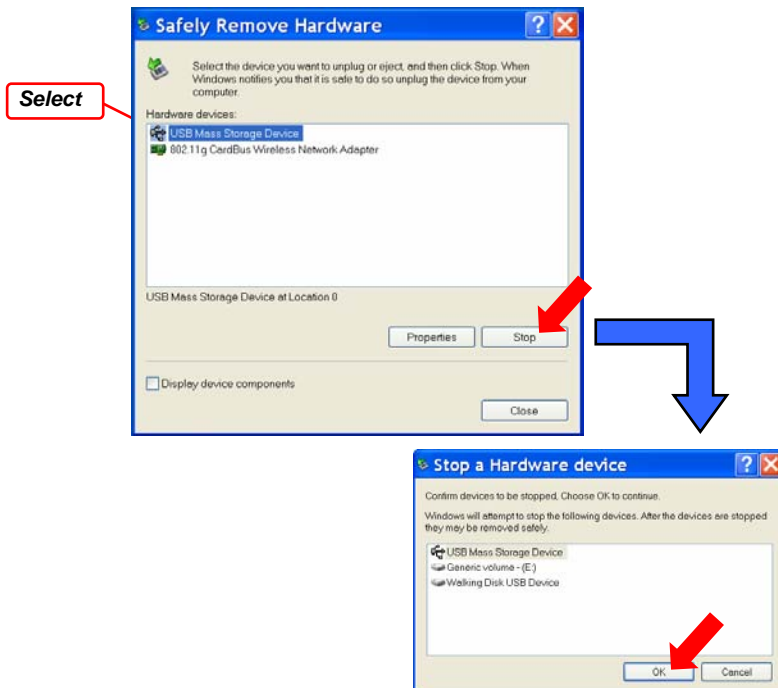 Safely Remove Hardware
Select the device you want to unplug or eject, and then click Stop. When
Windows notifies you that it is safe to do so unplug the device from your
computer.
Select
Hardware devices:
USB Mass Storage Device
802.11g CardBus Wireless Network Adapter
USB Mass Storage Device at Location 0
Properties
Stop
Display device components
Close
Stop a Hardware device
Confirm devices to be stopped, Choose OK to continue.
Windows will attempt to stop the following devices. After the devices are stopped
they may be removed safely.
USB Mass Storage Device
Generic volume - (E:)
Walking Disk USB Device
OK
Cancel